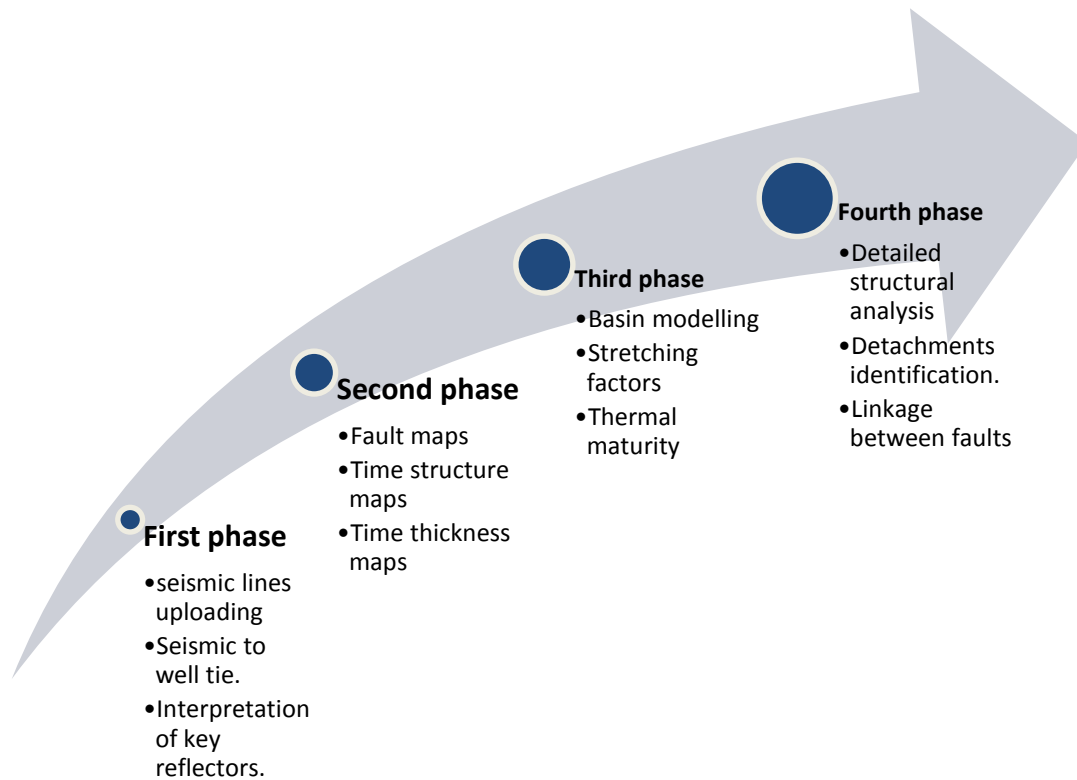 First phase
•seismic lines
uploading
•Seismic to
well tie.
•Interpretation
of key
reflectors.
Second phase
•Fault maps
•Time structure
maps
•Time thickness
maps
Third phase
•Basin modelling
•Stretching
factors
•Thermal
maturity
Fourth phase
•Detailed
structural
analysis
•Detachments
identification.
•Linkage
between faults